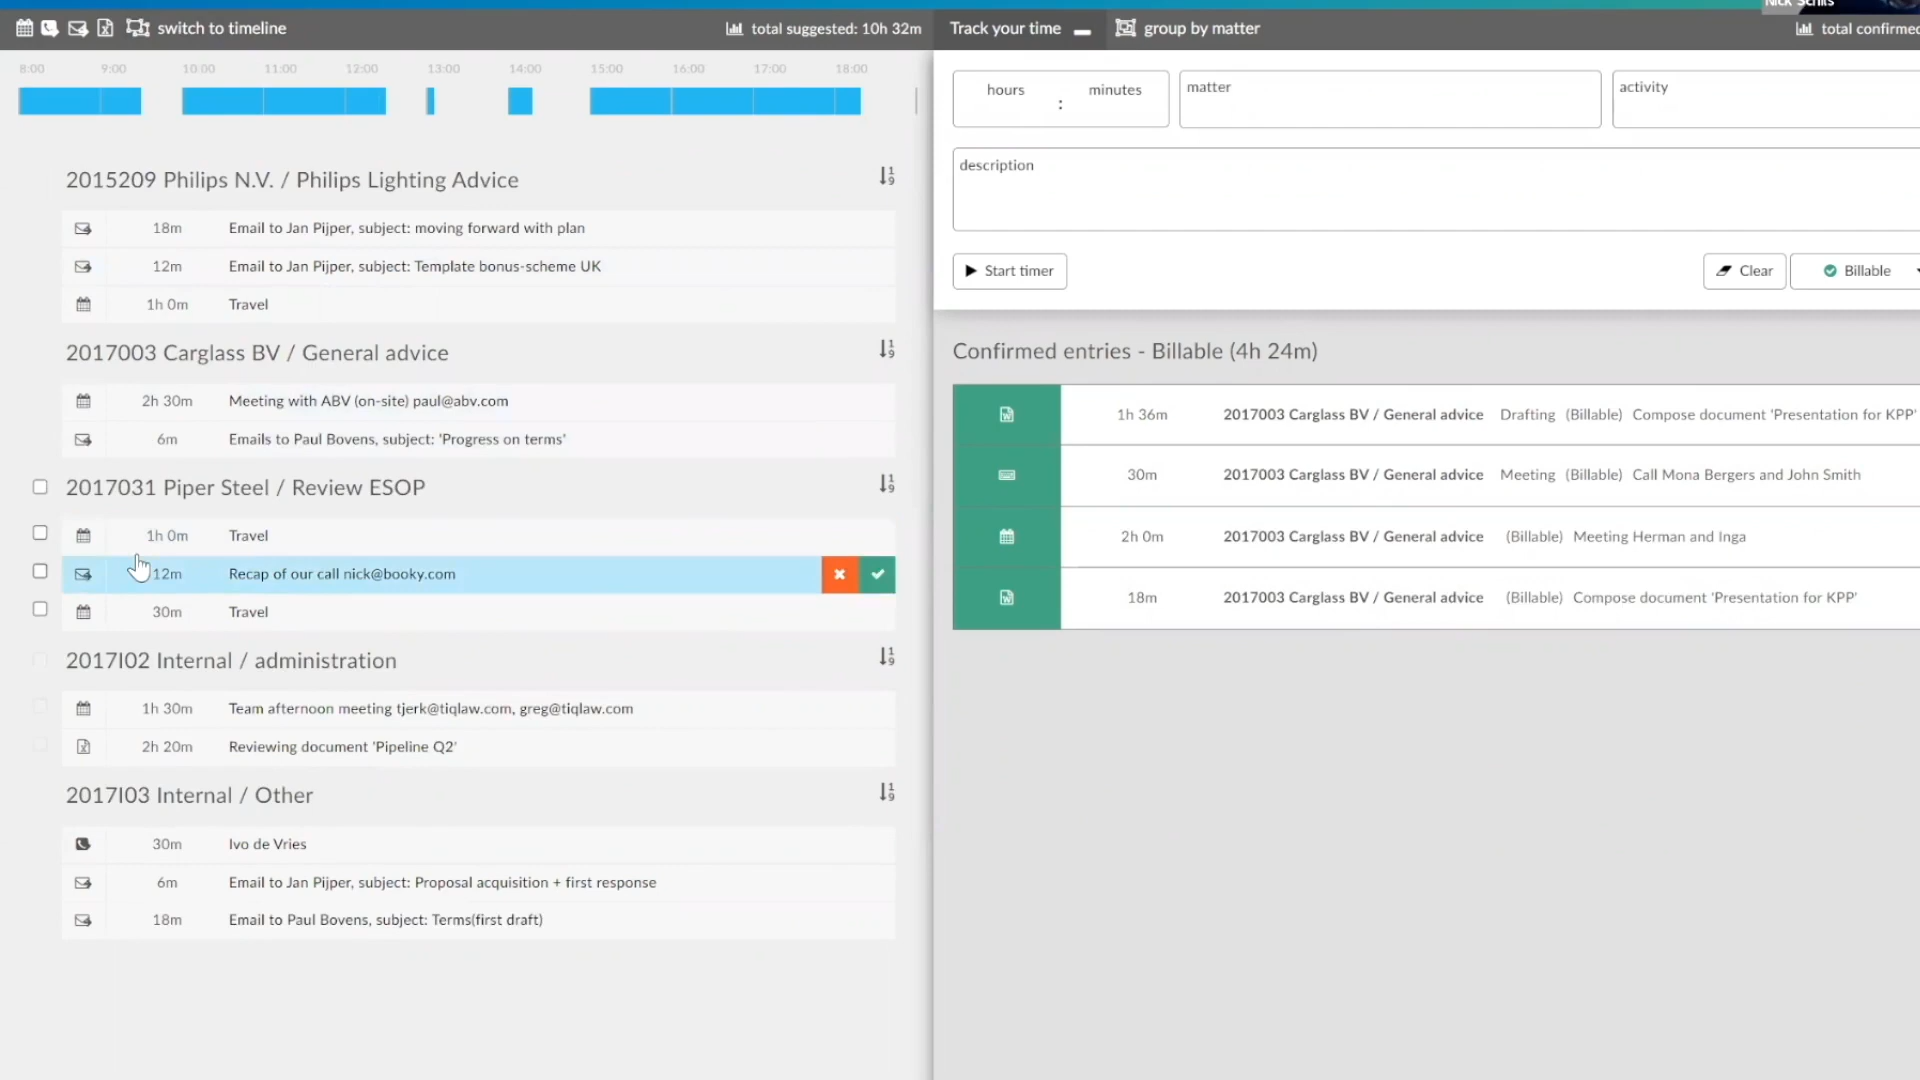 Nick Schils
switch to timeline
total suggested: 10h 32m
Track your time
group by matter
total confirmed
8:00 9:00 10:00 11:00 12:00 13:00 14:00 15:00 16:00 17:00 18:00
hours : minutes
matter
activity
description
Start timer
Clear
Billable
2015209 Philips N.V. / Philips Lighting Advice
18m Email to Jan Pijper, subject: moving forward with plan
12m Email to Jan Pijper, subject: Template bonus-scheme UK
1h 0m Travel
2017003 Carglass BV / General advice
2h 30m Meeting with ABV (on-site) paul@abv.com
6m Emails to Paul Bovens, subject: 'Progress on terms'
2017031 Piper Steel / Review ESOP
1h 0m Travel
12m Recap of our call nick@booky.com
30m Travel
2017I02 Internal / administration
1h 30m Team afternoon meeting tjerk@tiqlaw.com, greg@tiqlaw.com
2h 20m Reviewing document 'Pipeline Q2'
2017I03 Internal / Other
30m Ivo de Vries
6m Email to Jan Pijper, subject: Proposal acquisition + first response
18m Email to Paul Bovens, subject: Terms(first draft)
Confirmed entries - Billable (4h 24m)
1h 36m 2017003 Carglass BV / General advice Drafting (Billable) Compose document 'Presentation for KPP'
30m 2017003 Carglass BV / General advice Meeting (Billable) Call Mona Bergers and John Smith
2h 0m 2017003 Carglass BV / General advice (Billable) Meeting Herman and Inga
18m 2017003 Carglass BV / General advice (Billable) Compose document 'Presentation for KPP'